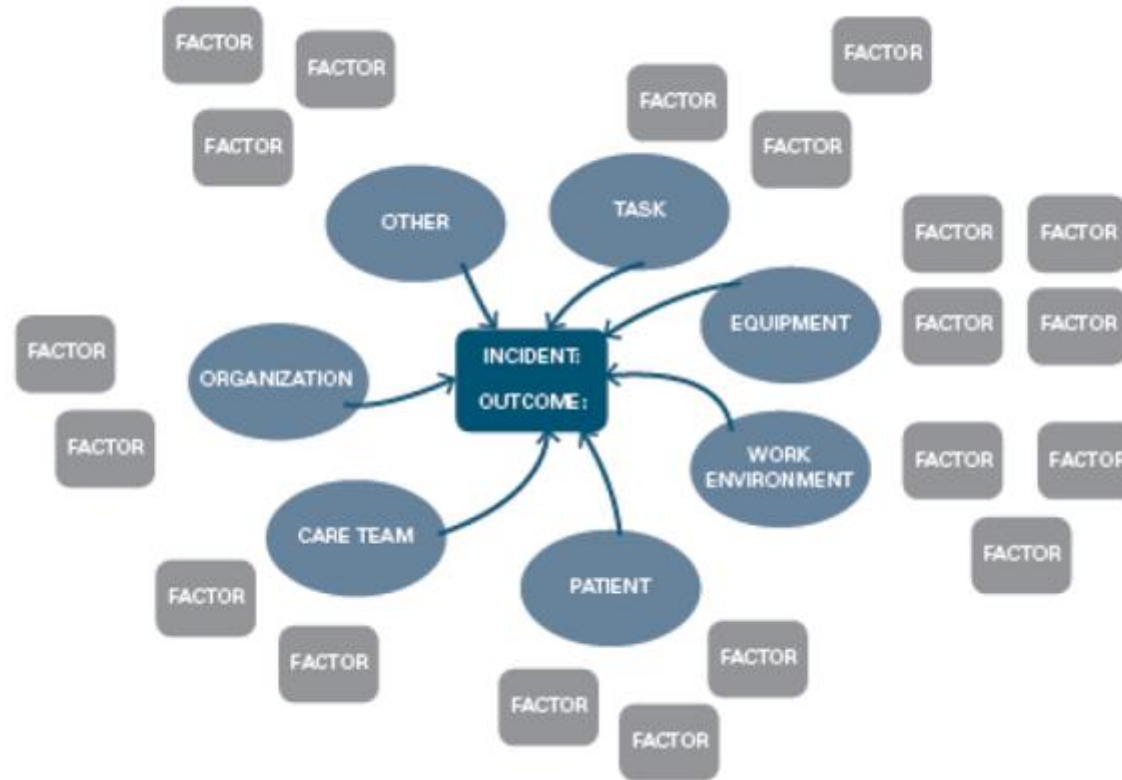 FACTOR
FACTOR
FACTOR
FACTOR
FACTOR
FACTOR
FACTOR
OTHER
TASK
FACTOR
FACTOR
EQUIPMENT
FACTOR
FACTOR
FACTOR
ORGANIZATION
INCIDENT:
OUTCOME:
FACTOR
WORK
ENVIRONMENT
FACTOR
FACTOR
CARE TEAM
PATIENT
FACTOR
FACTOR
FACTOR
FACTOR
FACTOR
FACTOR